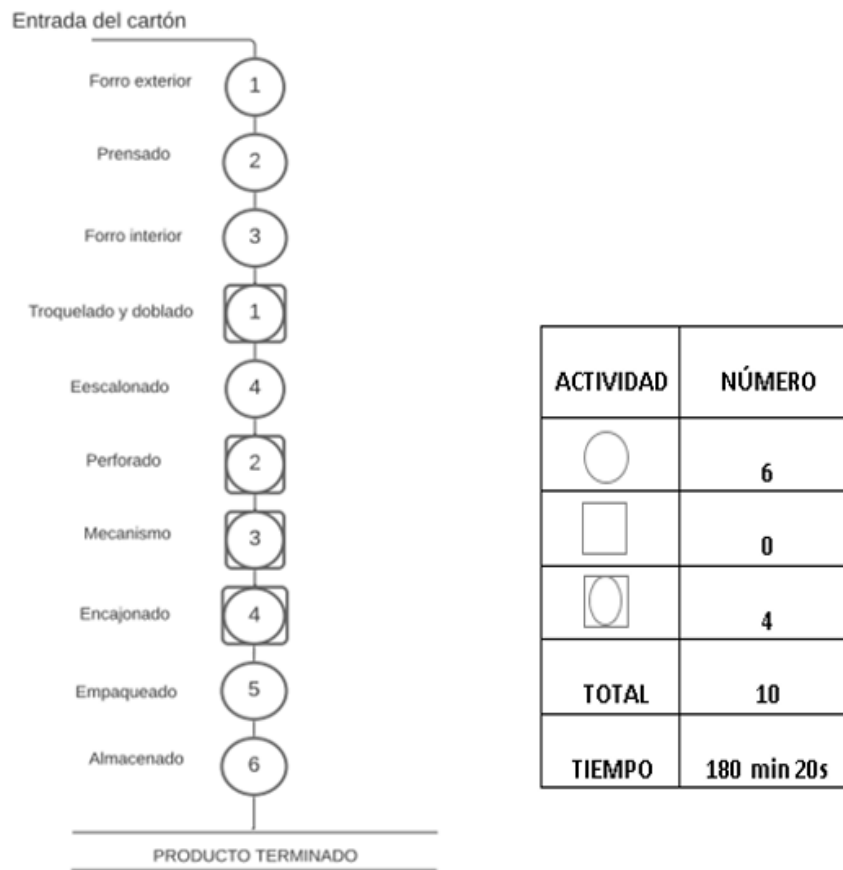 Entrada del cartón
Forro exterior 1
Prensado 2
Forro interior 3
Troquelado y doblado 1
Eescalonado 4
Perforado 2
Mecanismo 3
Encajonado 4
Empaqueado 5
Almacenado 6
PRODUCTO TERMINADO
ACTIVIDAD NÚMERO
6
0
4
TOTAL 10
TIEMPO 180 min 20s